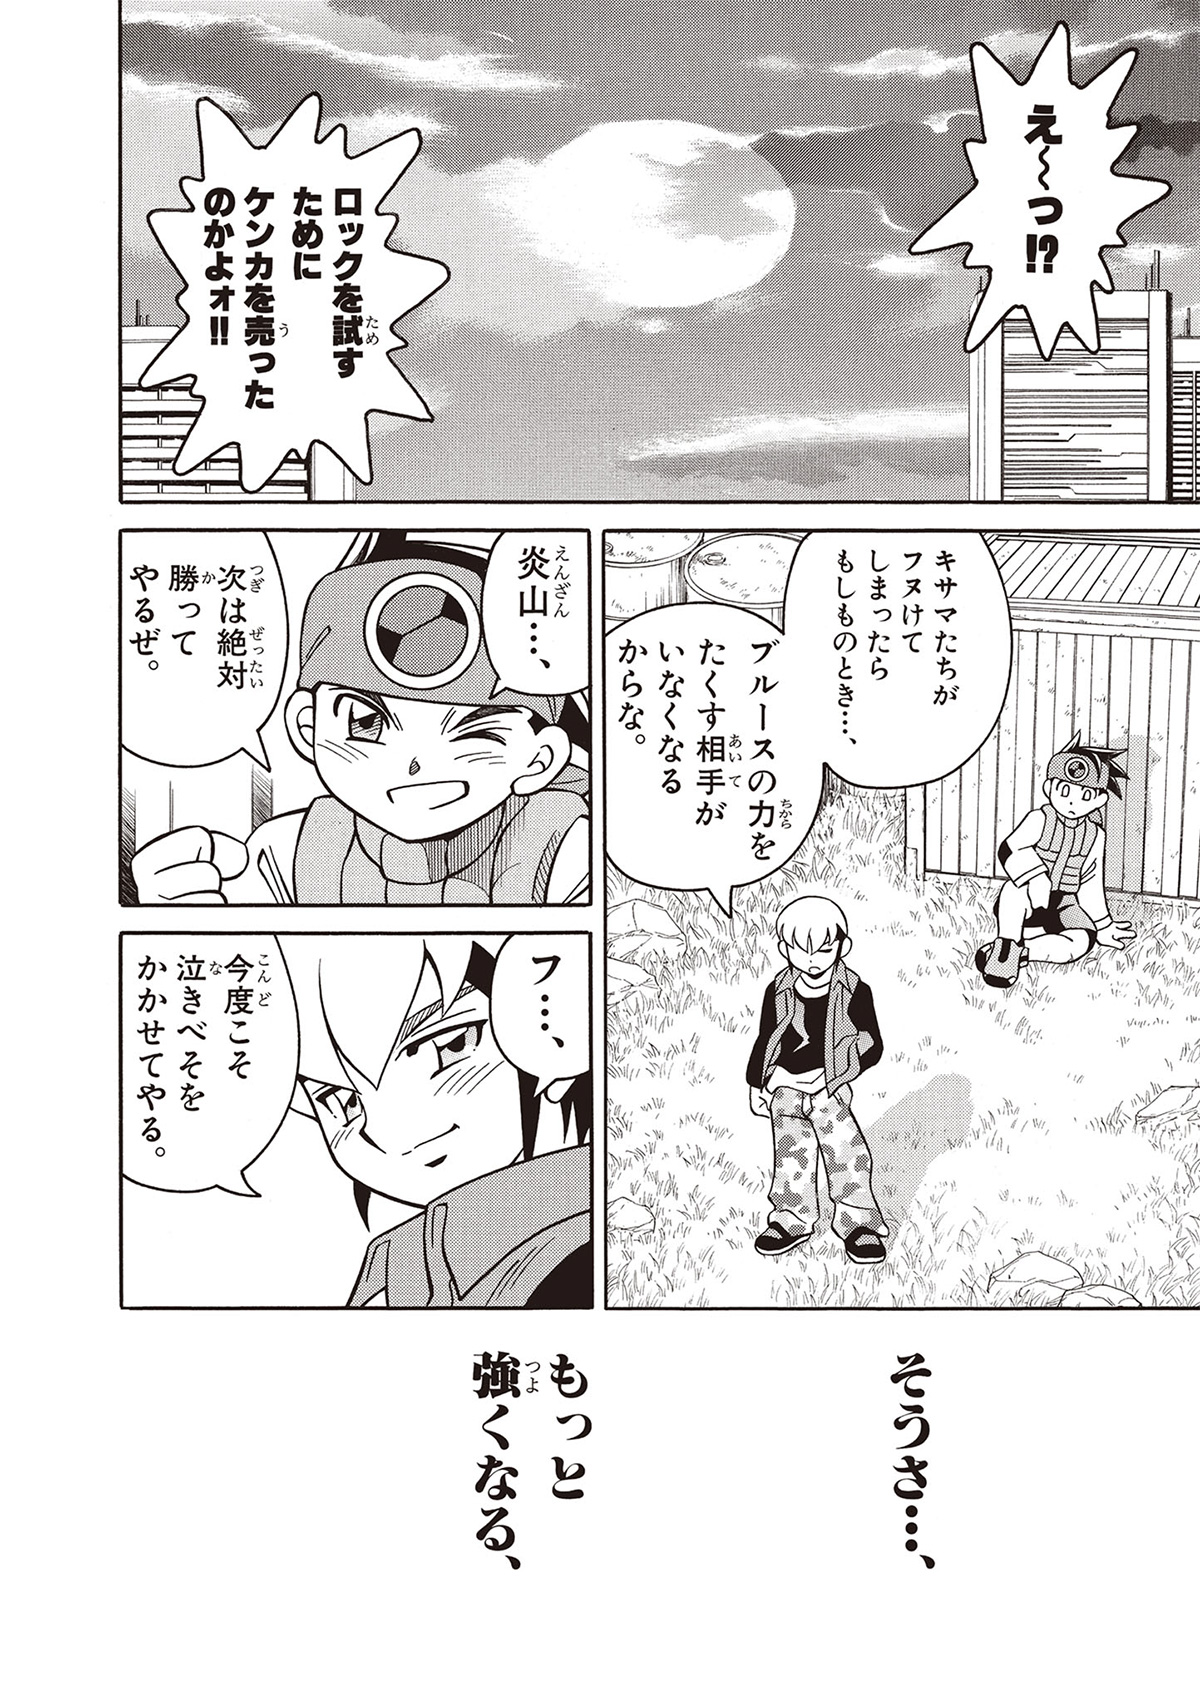 え〜っ!?
ロックを試す
ために
ケンカを売った
のかよォ!!
キサマたちが
フヌけて
しまったら
もしものとき…、
ブルースの力を
たくす相手が
いなくなる
からな。
炎山…、
次は絶対
勝って
やるぜ。
フ…、
今度こそ
泣きべそを
かかせてやる。
そうさ…、
もっと
強くなる、